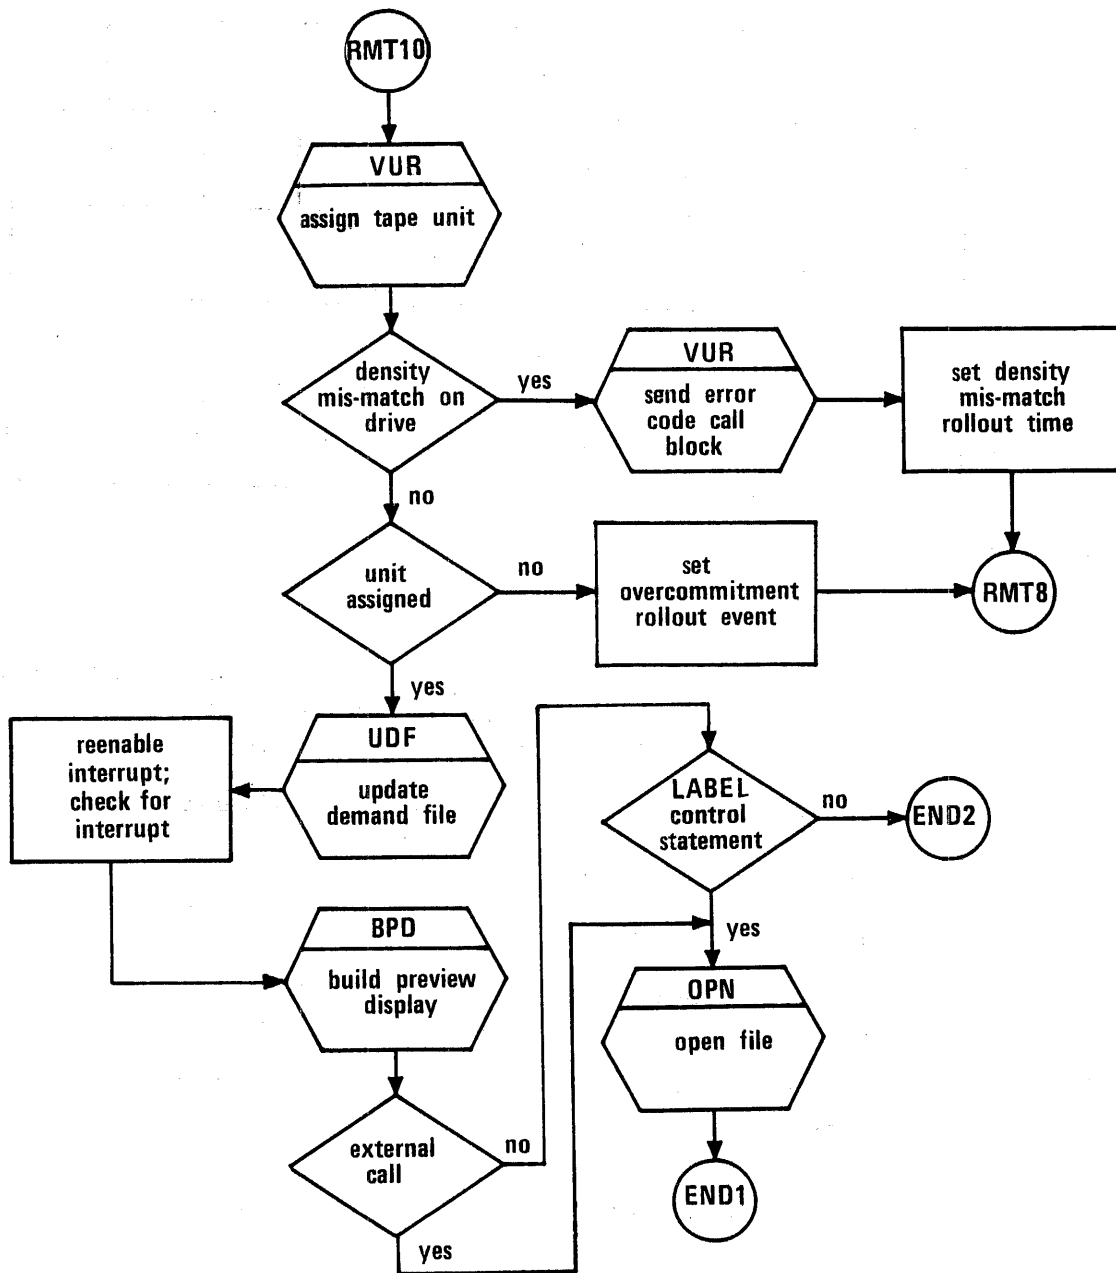 RMT10
VUR
assign tape unit
density
mis-match on
drive
yes
VUR
send error
code call
block
set density
mis-match
rollout time
no
unit
assigned
no
set
overcommitment
rollout event
RMT8
yes
UDF
update
demand file
reenable
interrupt;
check for
interrupt
LABEL
control
statement
no
END2
yes
BPD
build preview
display
OPN
open file
external
call
no
yes
END1